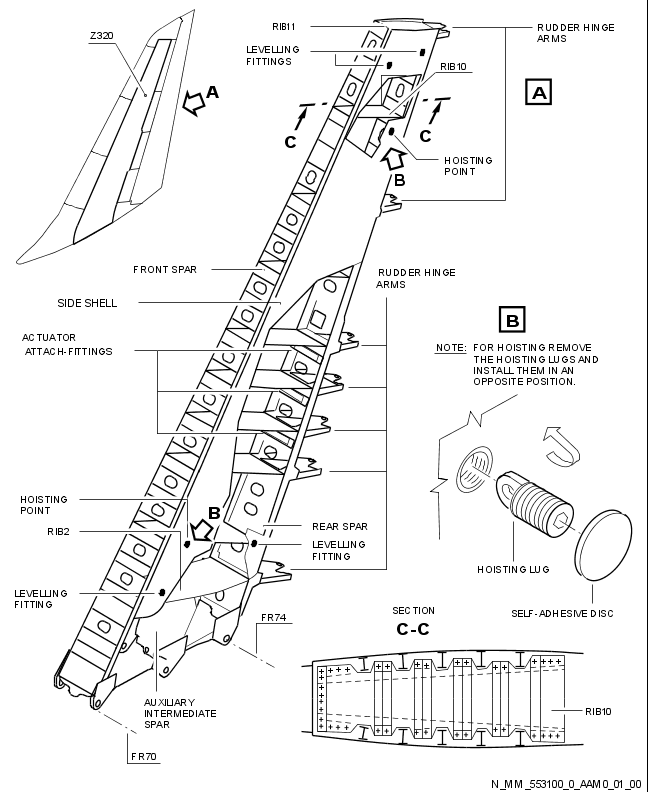 Z320
A
RIB11
LEVELLING
FITTINGS
RIB10
RUDDER HINGE
ARMS
A
C
C
HOISTING
POINT
B
FRONT SPAR
SIDE SHELL
ACTUATOR
ATTACH-FITTINGS
RUDDER HINGE
ARMS
B
NOTE: FOR HOISTING REMOVE
THE HOISTING LUGS AND
INSTALL THEM IN AN
OPPOSITE POSITION.
HOISTING
POINT
B
RIB2
REAR SPAR
LEVELLING
FITTING
LEVELLING
FITTING
HOISTING LUG
SELF-ADHESIVE DISC
FR74
SECTION
C-C
AUXILIARY
INTERMEDIATE
SPAR
RIB10
FR70
N_MM_553100_0_AAM0_01_00